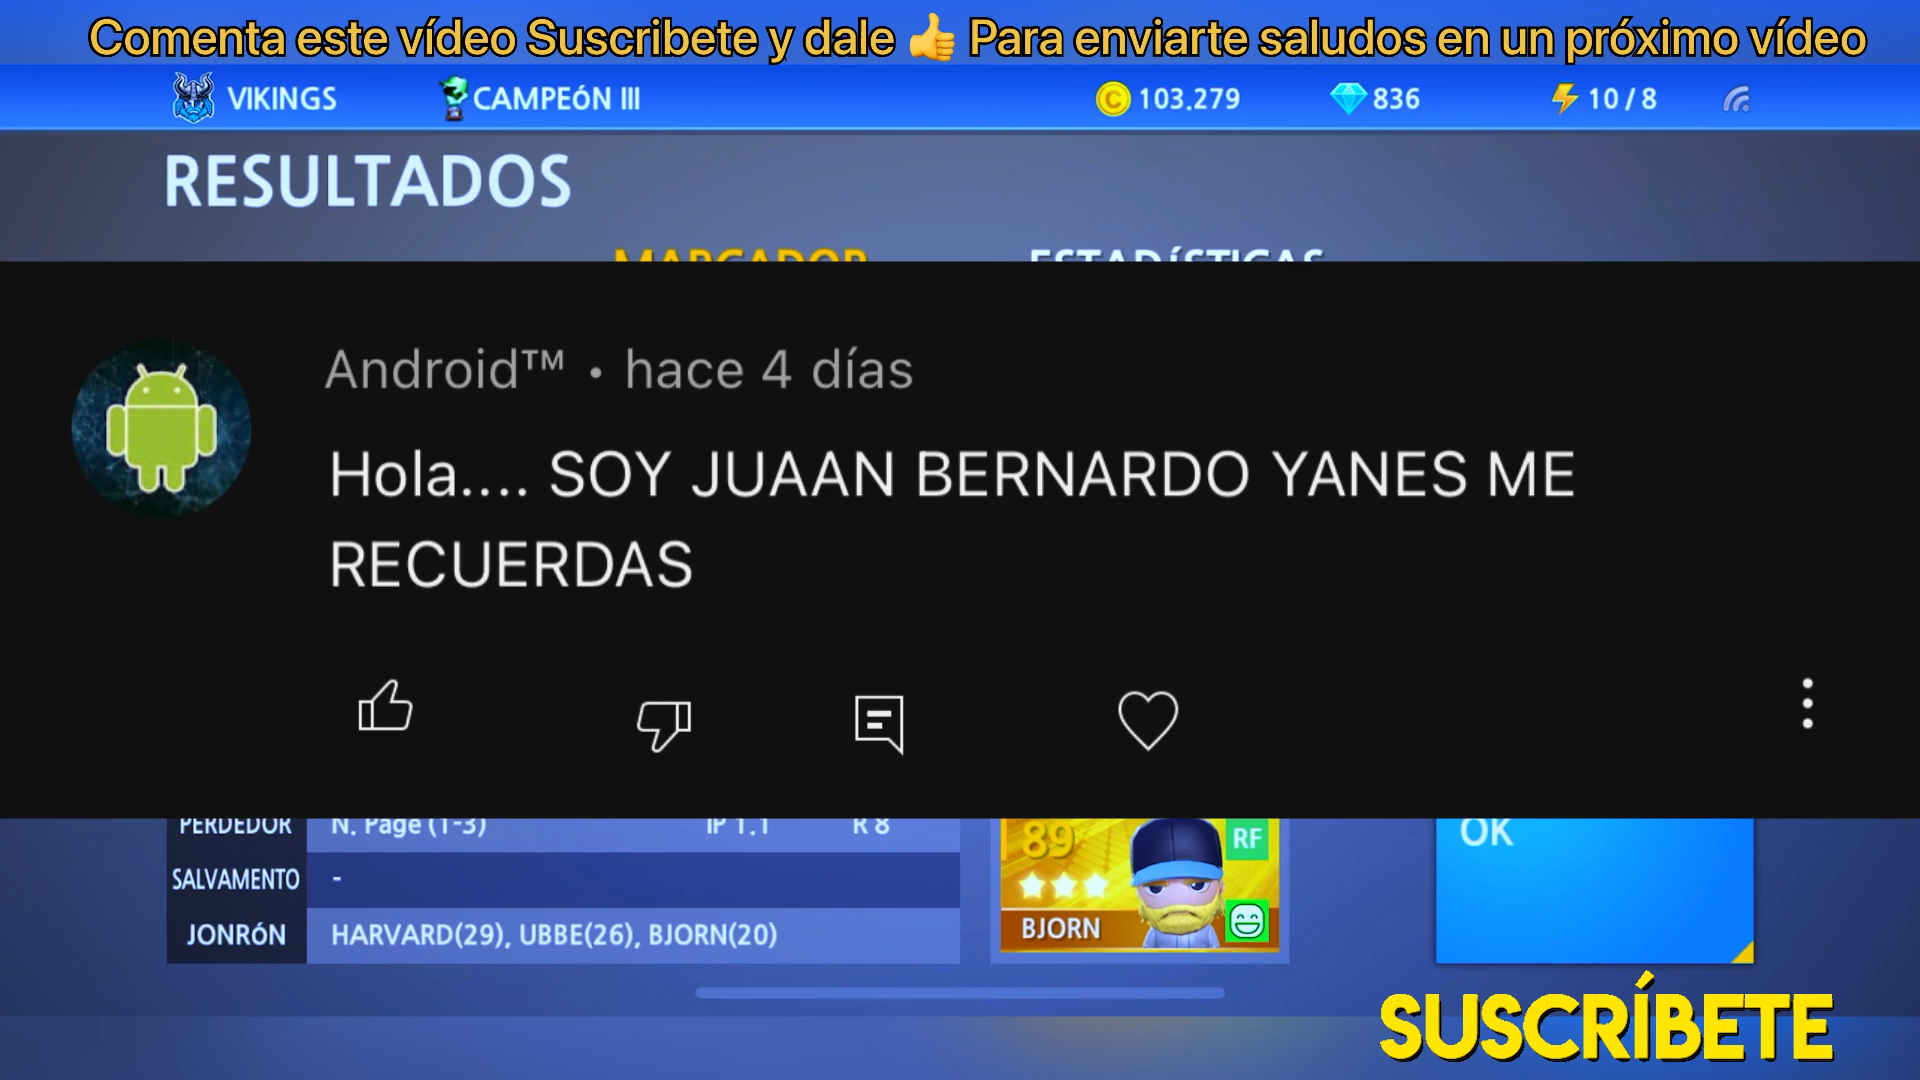 Comenta este vídeo Suscribete y dale 👍 Para enviarte saludos en un próximo vídeo
VIKINGS CAMPEÓN III 103,279 836 10/8
RESULTADOS
MARCADOR ESTADÍSTICAS
Android™ • hace 4 días
Hola.... SOY JUAAN BERNARDO YANES ME
RECUERDAS
PERDEDOR N. Page (1-3) IP 1.1 R 8
SALVAMENTO -
JONRÓN HARVARD(29), UBBE(26), BJORN(20)
89 RF
BJORN
OK
SUSCRÍBETE